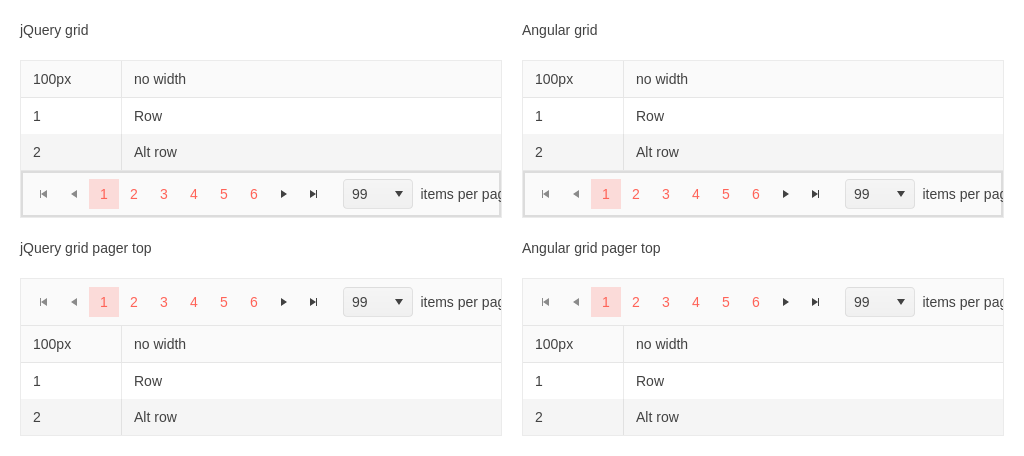 jQuery grid
100px no width
1 Row
2 Alt row
1 2 3 4 5 6 99 items per pag
Angular grid
100px no width
1 Row
2 Alt row
1 2 3 4 5 6 99 items per pag
jQuery grid pager top
1 2 3 4 5 6 99 items per pag
100px no width
1 Row
2 Alt row
Angular grid pager top
1 2 3 4 5 6 99 items per pag
100px no width
1 Row
2 Alt row